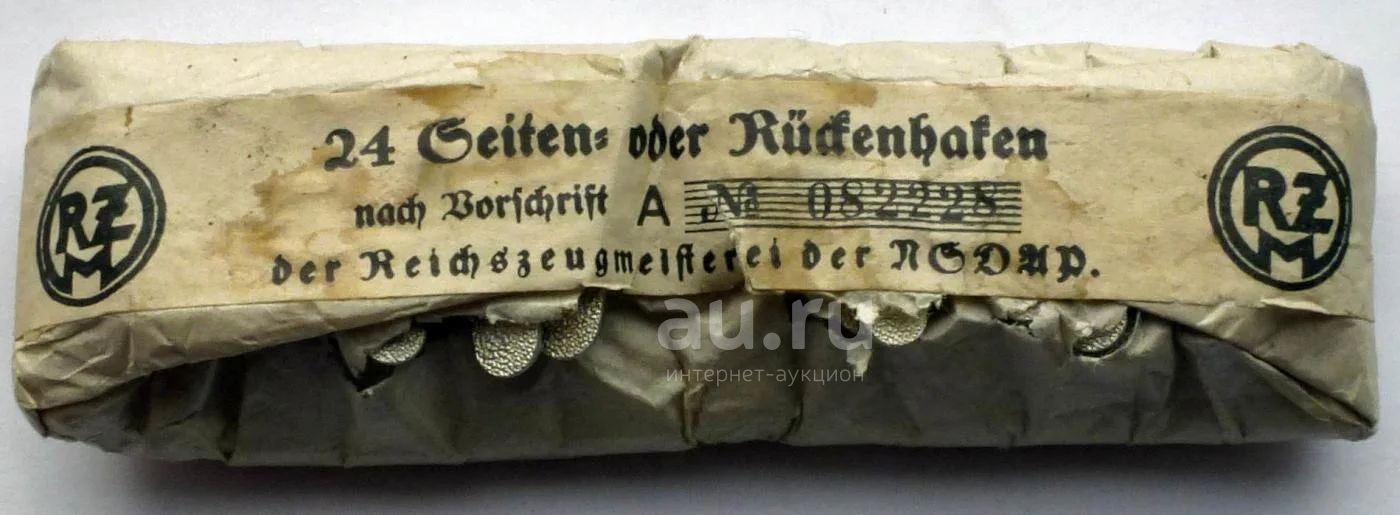 24 Seiten= oder Rückenhaken
nach Vorschrift A № 082228
der Reichszeugmeisterei der NSDAP.
RZM
RZM
au.ru
интернет-аукцион